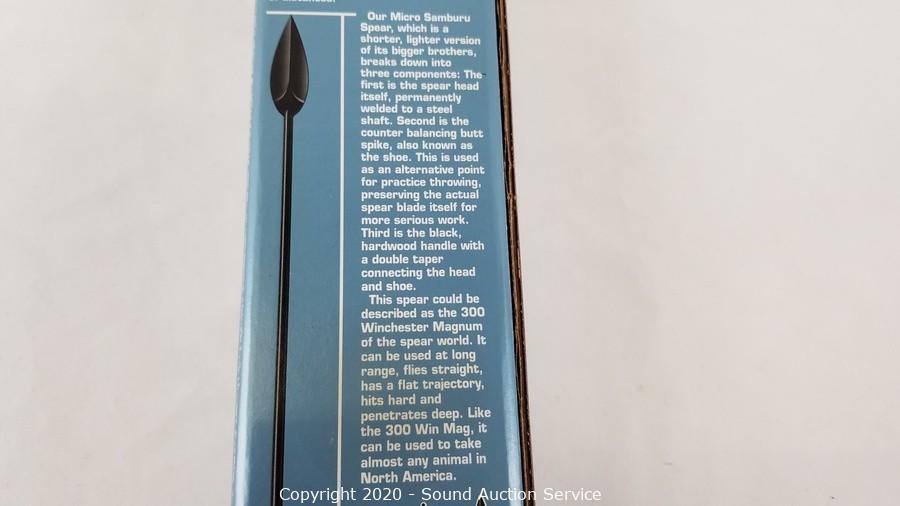 Our Micro Samburu
Spear, which is a
shorter, lighter version
of its bigger brothers,
breaks down into
three components: The
first is the spear head
itself, permanently
welded to a steel
shaft. Second is the
counter balancing butt
spike, also known as
the shoe. This is used
as an alternative point
for practice throwing,
preserving the actual
spear blade itself for
more serious work.
Third is the black,
hardwood handle with
a double taper
connecting the head
and shoe.
This spear could be
described as the 300
Winchester Magnum
of the spear world. It
can be used at long
range, flies straight,
has a flat trajectory,
hits hard and
penetrates deep. Like
the 300 Win Mag, it
can be used to take
almost any animal in
North America.
Copyright 2020 - Sound Auction Service